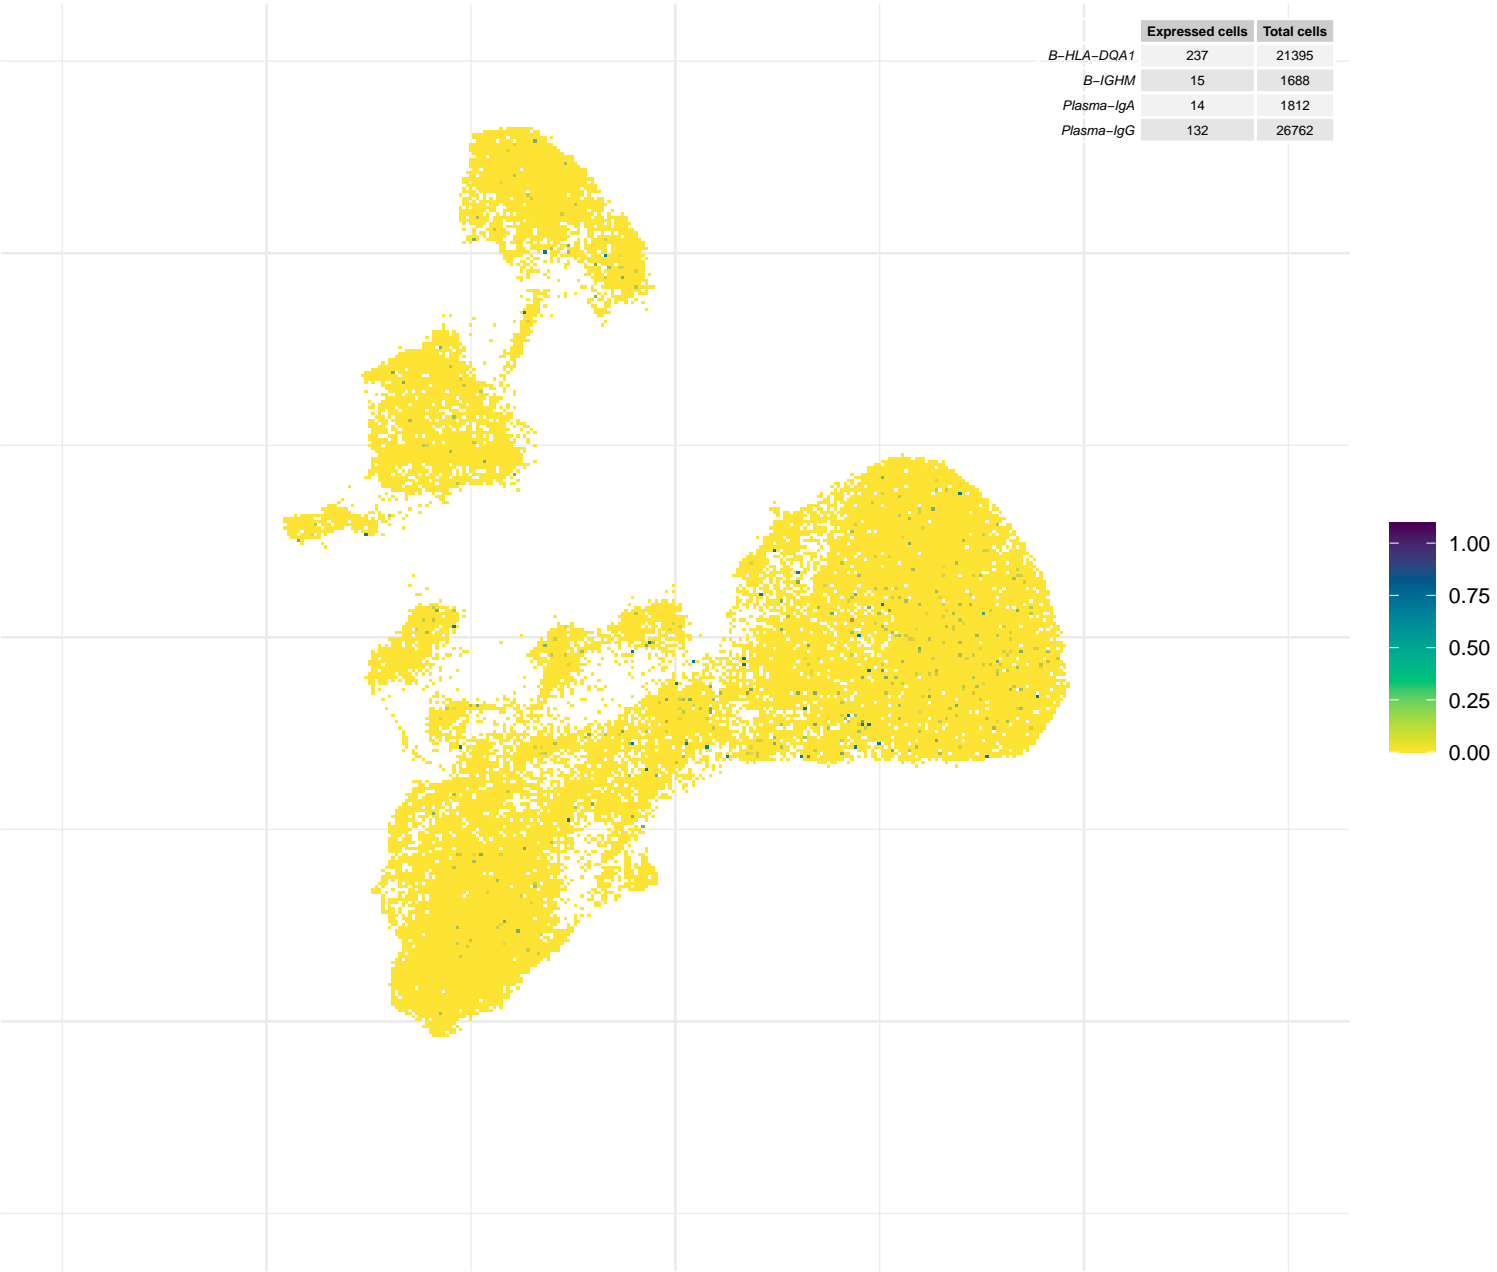 Expressed cells Total cells
B−HLA−DQA1 237 21395
B−IGHM 15 1688
Plasma−IgA 14 1812
Plasma−IgG 132 26762
1.00
0.75
0.50
0.25
0.00